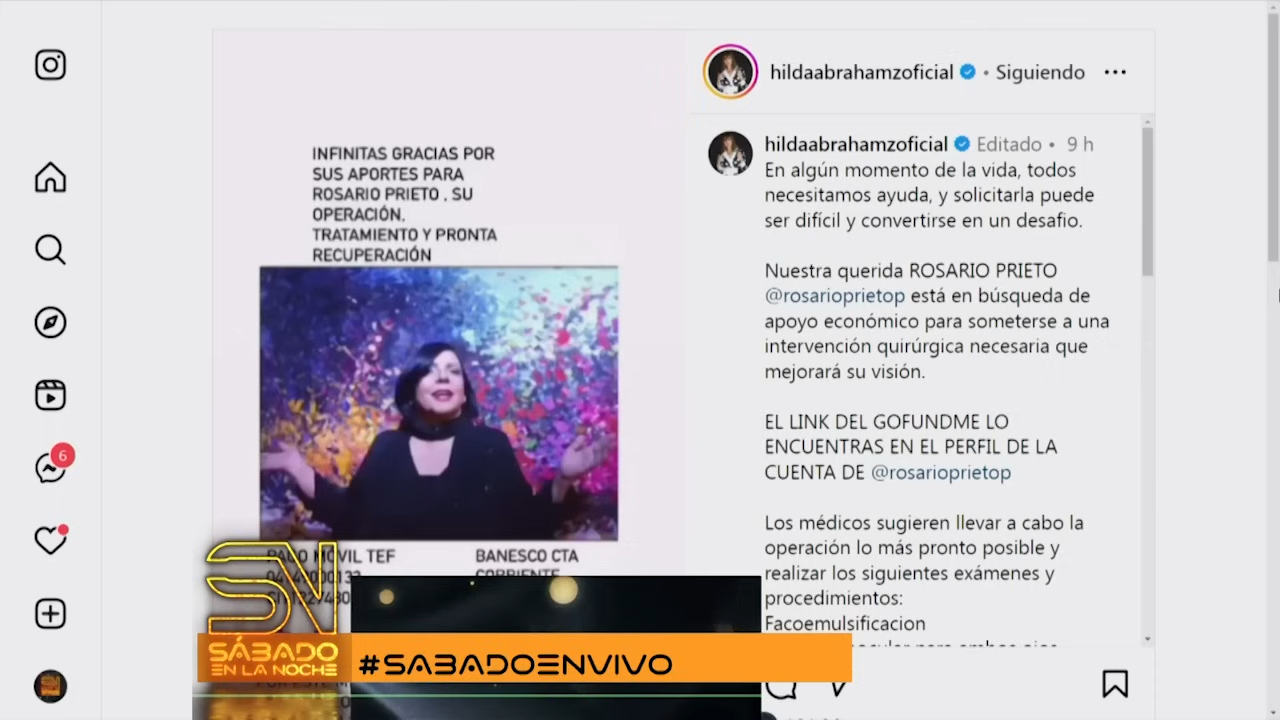 hildaabrahamzoficial • Siguiendo
hildaabrahamzoficial Editado • 9 h
En algún momento de la vida, todos
necesitamos ayuda, y solicitarla puede
ser difícil y convertirse en un desafio.
Nuestra querida ROSARIO PRIETO
@rosarioprietop está en búsqueda de
apoyo económico para someterse a una
intervención quirúrgica necesaria que
mejorará su visión.
EL LINK DEL GOFUNDME LO
ENCUENTRAS EN EL PERFIL DE LA
CUENTA DE @rosarioprietop
Los médicos sugieren llevar a cabo la
operación lo más pronto posible y
realizar los siguientes exámenes y
procedimientos:
Facoemulsificacion
INFINITAS GRACIAS POR
SUS APORTES PARA
ROSARIO PRIETO . SU
OPERACIÓN.
TRATAMIENTO Y PRONTA
RECUPERACIÓN
PAGO MÓVIL TEF
BANESCO CTA
CORRIENTE
6
SN
SÁBADO
EN LA NOCHE
#SABADOENVIVO